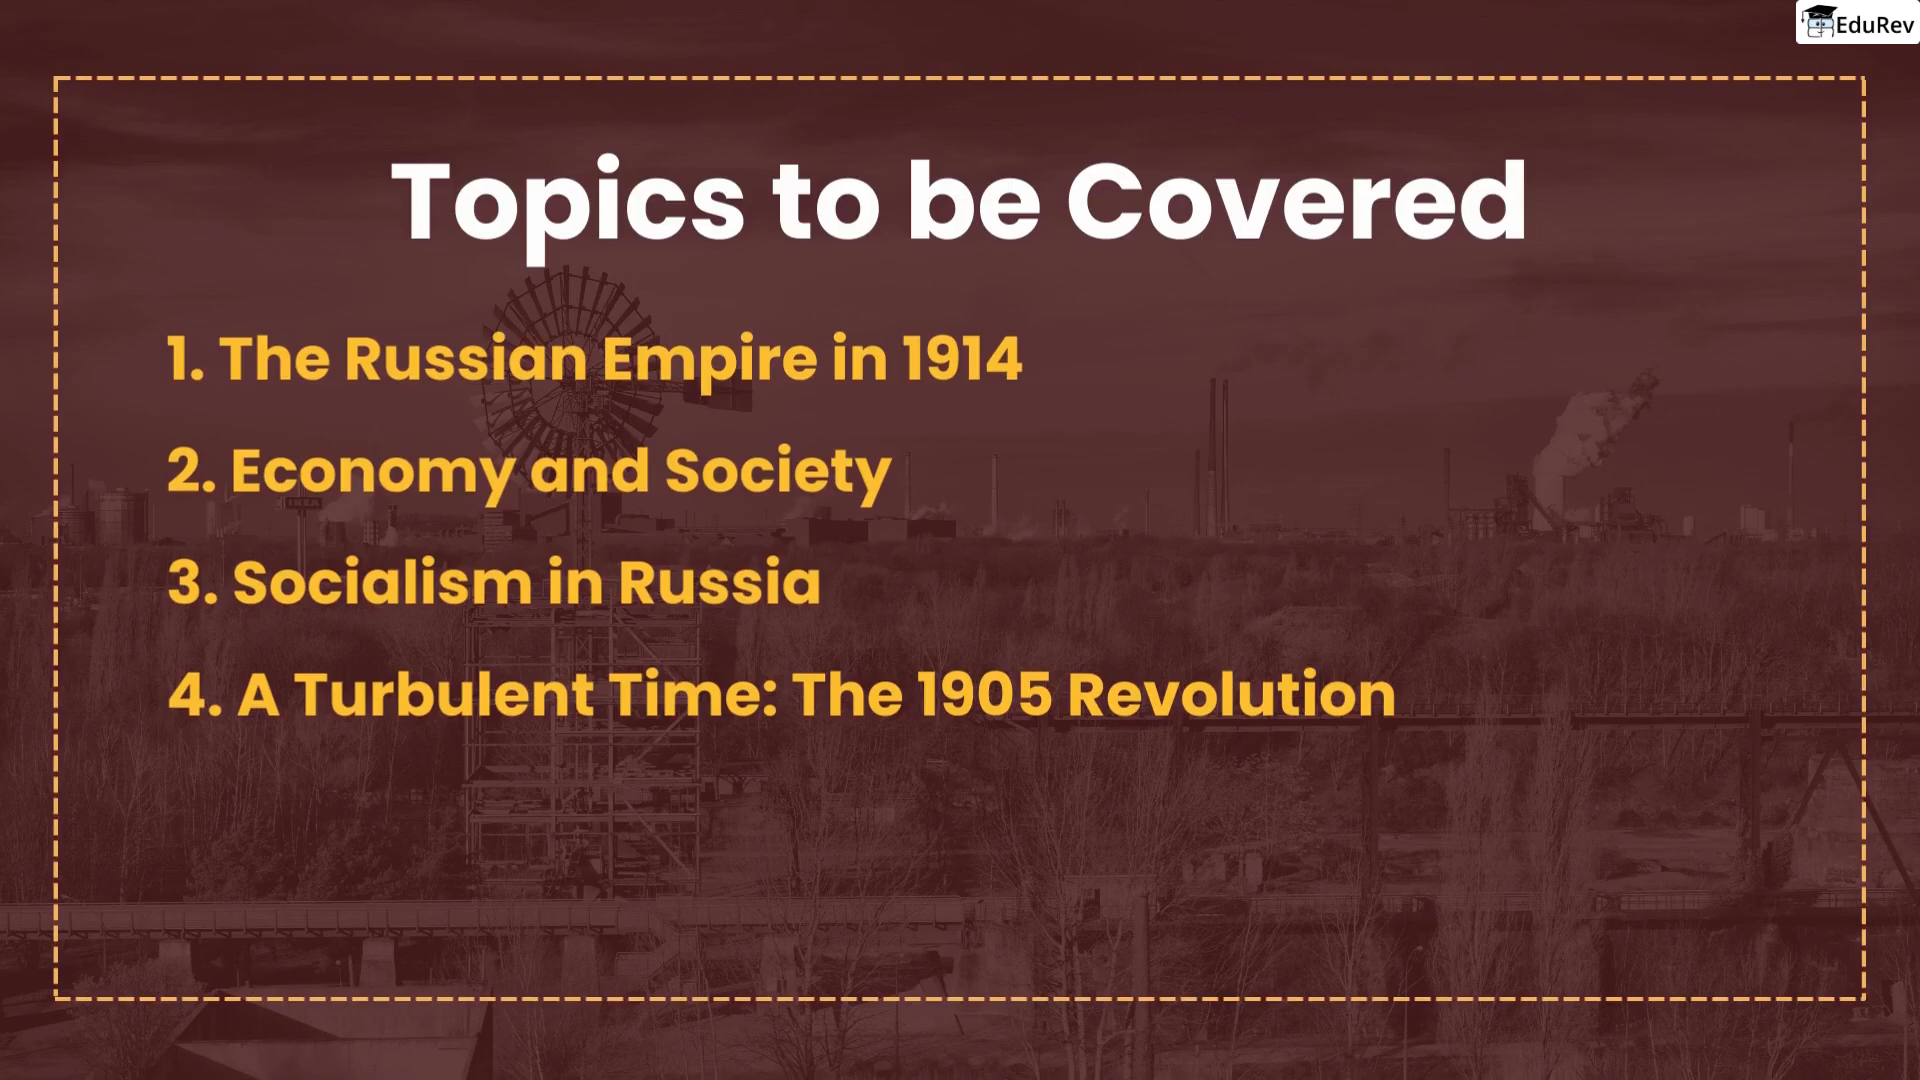 EduRev
Topics to be Covered
1. The Russian Empire in 1914
2. Economy and Society
IKEA
3. Socialism in Russia
4. A Turbulent Time: The 1905 Revolution